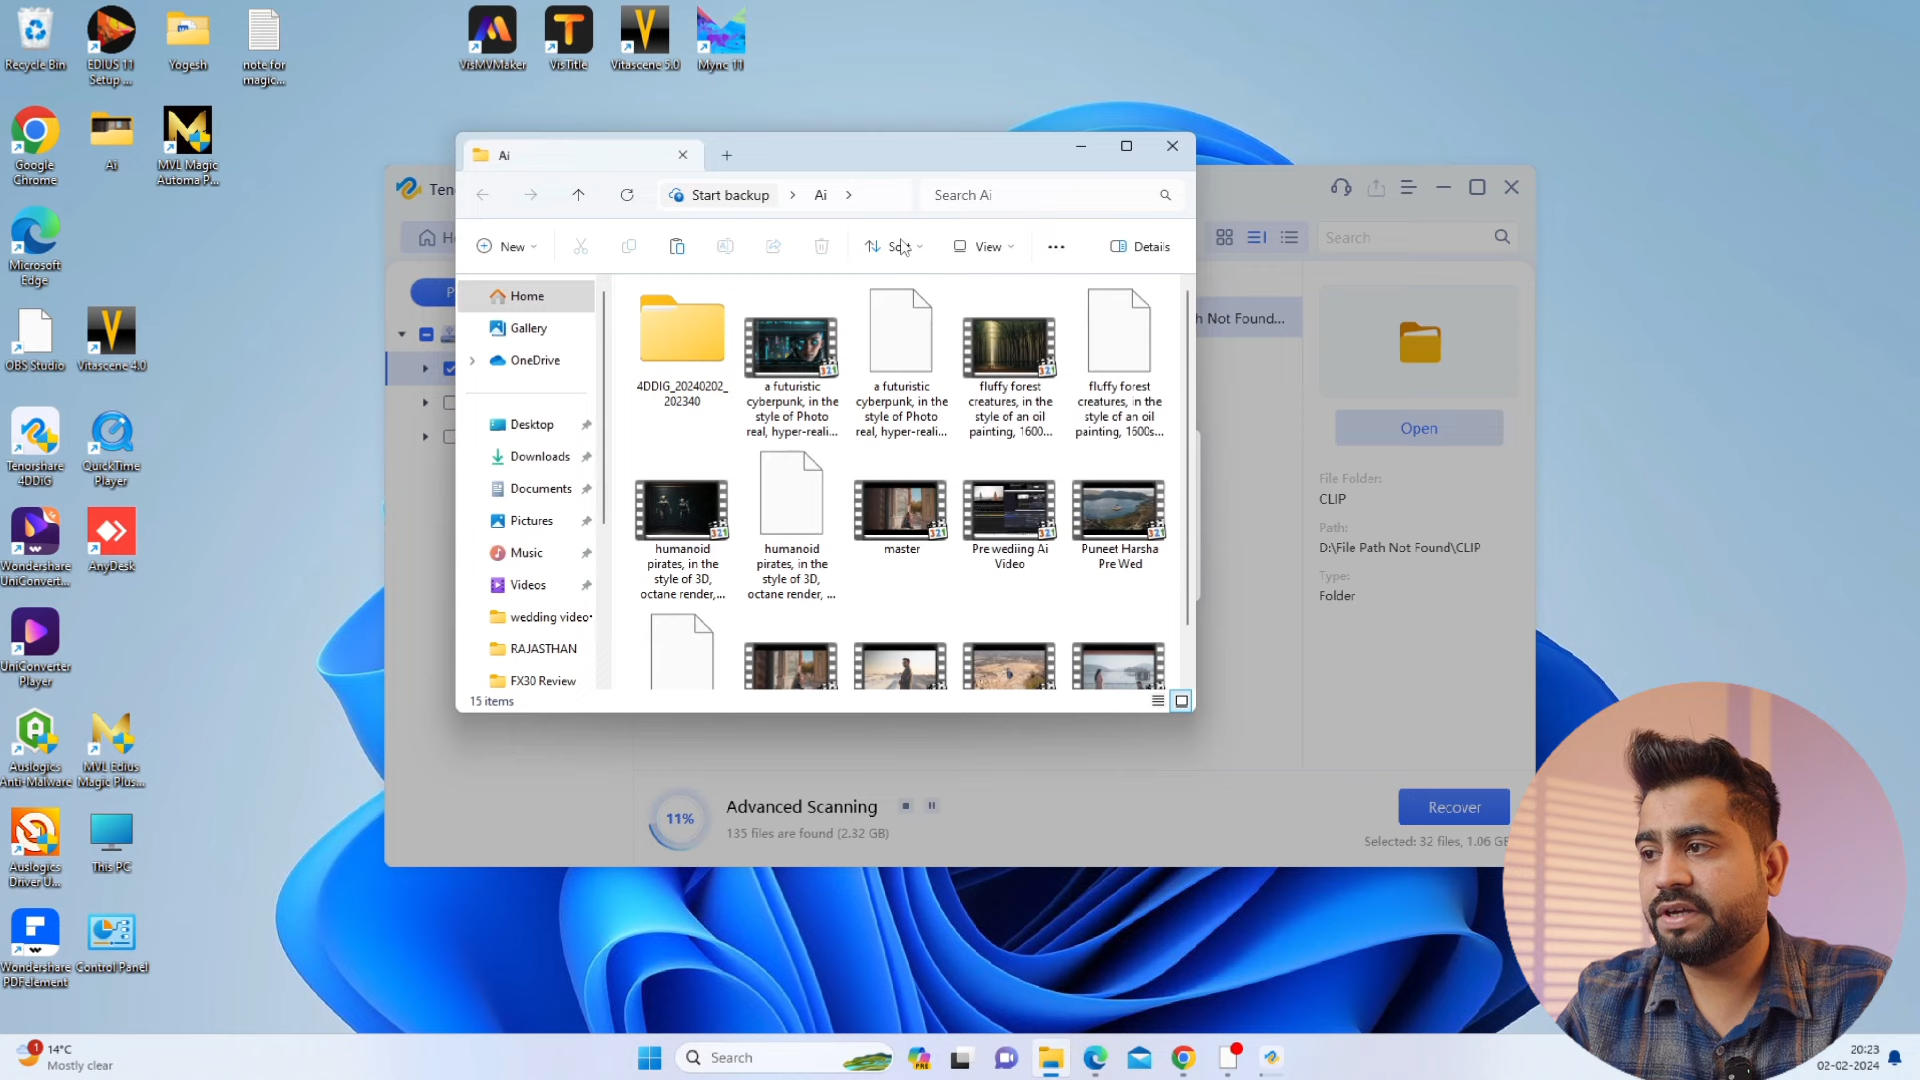 Recycle Bin
EDIUS 11
Setup ...
Yogesh
note for
magic...
VisMVMaker
VisTitle
Vitascene 5.0
Mync 11
Google
Chrome
Ai
MVL Magic
Automa P...
Microsoft
Edge
OBS Studio
Vitascene 4.0
Tenorshare
4DDiG
QuickTime
Player
Wondershare
UniConvert...
AnyDesk
UniConverter
Player
Auslogics
Anti-Malware
MVL Edius
Magic Plus...
Auslogics
Driver U...
This PC
Wondershare
PDFelement
Control Panel
Ai
Start backup
Ai
Search Ai
New
View
Details
Home
Gallery
OneDrive
Desktop
Downloads
Documents
Pictures
Music
Videos
wedding video
RAJASTHAN
FX30 Review
4DDIG_20240202_
202340
a futuristic
cyberpunk, in the
style of Photo
real, hyper-reali...
a futuristic
cyberpunk, in the
style of Photo
real, hyper-reali...
fluffy forest
creatures, in the
style of an oil
painting, 1600...
fluffy forest
creatures, in the
style of an oil
painting, 1600s...
humanoid
pirates, in the
style of 3D,
octane render,...
humanoid
pirates, in the
style of 3D,
octane render, ...
master
Pre wediing Ai
Video
Puneet Harsha
Pre Wed
15 items
Search
h Not Found...
Open
File Folder:
CLIP
Path:
D:\File Path Not Found\CLIP
Type:
Folder
11%
Advanced Scanning
135 files are found (2.32 GB)
Recover
Selected: 32 files, 1.06 GB
1
14°C
Mostly clear
Search
PRE
20:23
02-02-2024